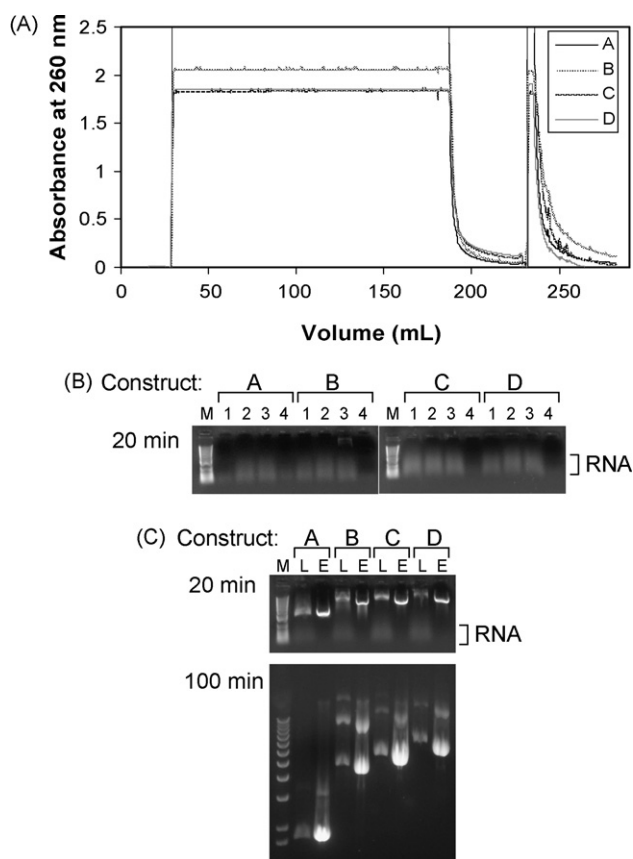 (A)
Absorbance at 260 nm
2.5
2
1.5
1
0.5
0
A
B
C
D
0 50 100 150 200 250
Volume (mL)
(B) Construct: A B C D
M 1 2 3 4 1 2 3 4 M 1 2 3 4 1 2 3 4
20 min
RNA
(C) Construct: A B C D
M L E L E L E L E
20 min
RNA
100 min